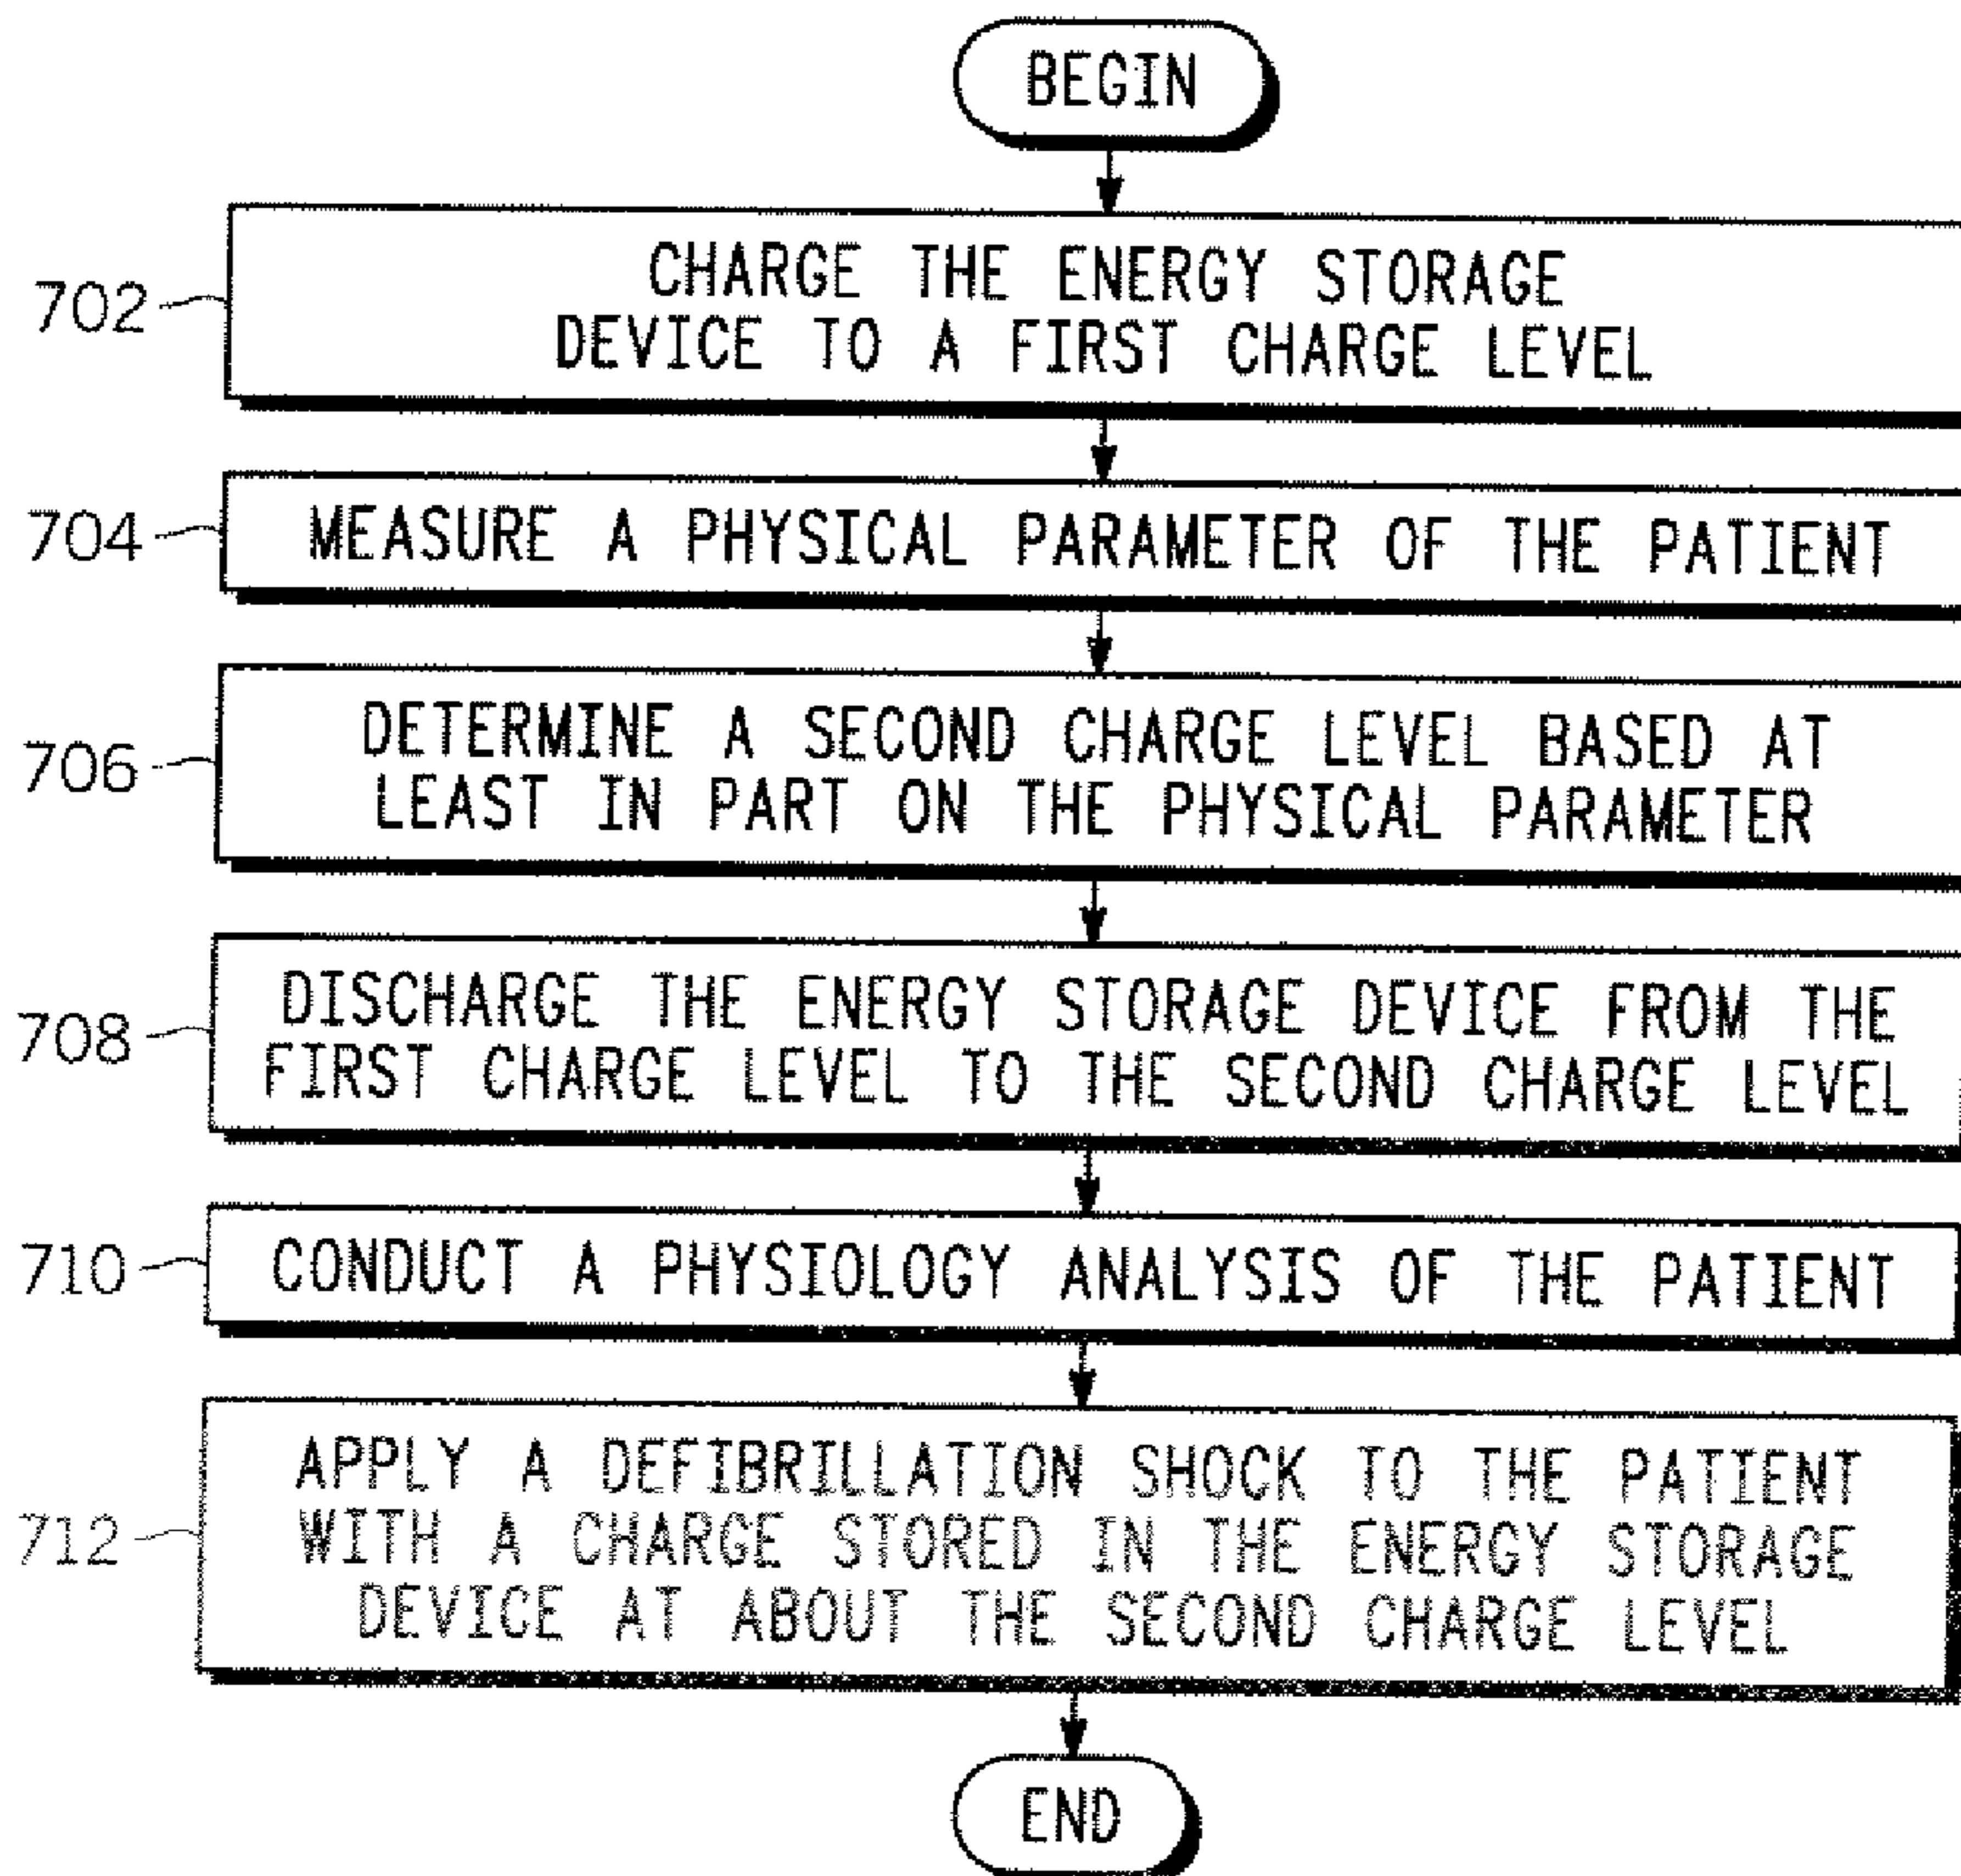 BEGIN
702
CHARGE THE ENERGY STORAGE
DEVICE TO A FIRST CHARGE LEVEL
704
MEASURE A PHYSICAL PARAMETER OF THE PATIENT
706
DETERMINE A SECOND CHARGE LEVEL BASED AT
LEAST IN PART ON THE PHYSICAL PARAMETER
708
DISCHARGE THE ENERGY STORAGE DEVICE FROM THE
FIRST CHARGE LEVEL TO THE SECOND CHARGE LEVEL
710
CONDUCT A PHYSIOLOGY ANALYSIS OF THE PATIENT
712
APPLY A DEFIBRILLATION SHOCK TO THE PATIENT
WITH A CHARGE STORED IN THE ENERGY STORAGE
DEVICE AT ABOUT THE SECOND CHARGE LEVEL
END